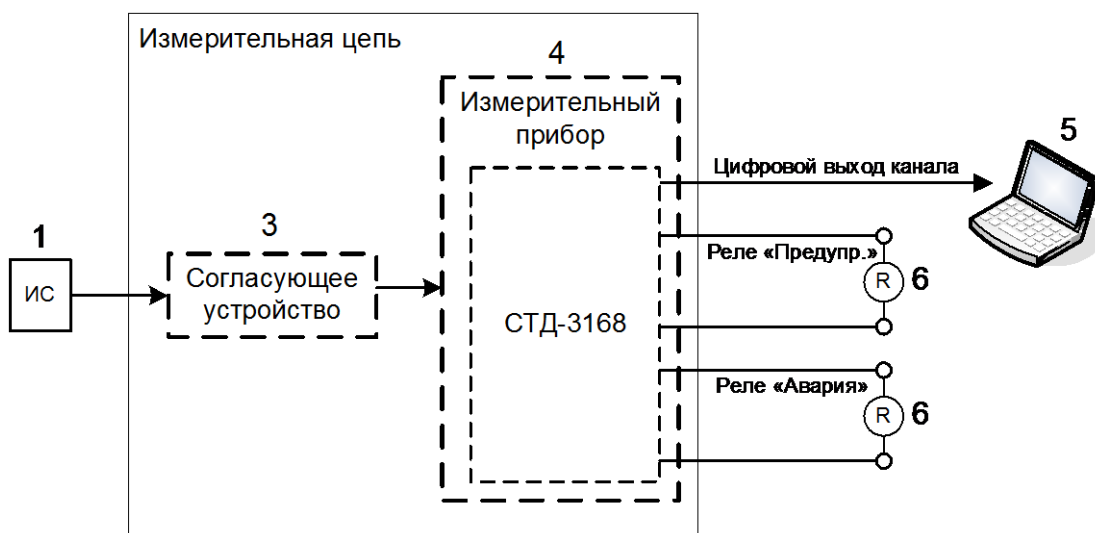 Измерительная цепь
4
Измерительный
прибор
5
Цифровой выход канала
1
3
ИС
Согласующее
устройство
СТД-3168
Реле «Предупр.»
R
6
Реле «Авария»
R
6